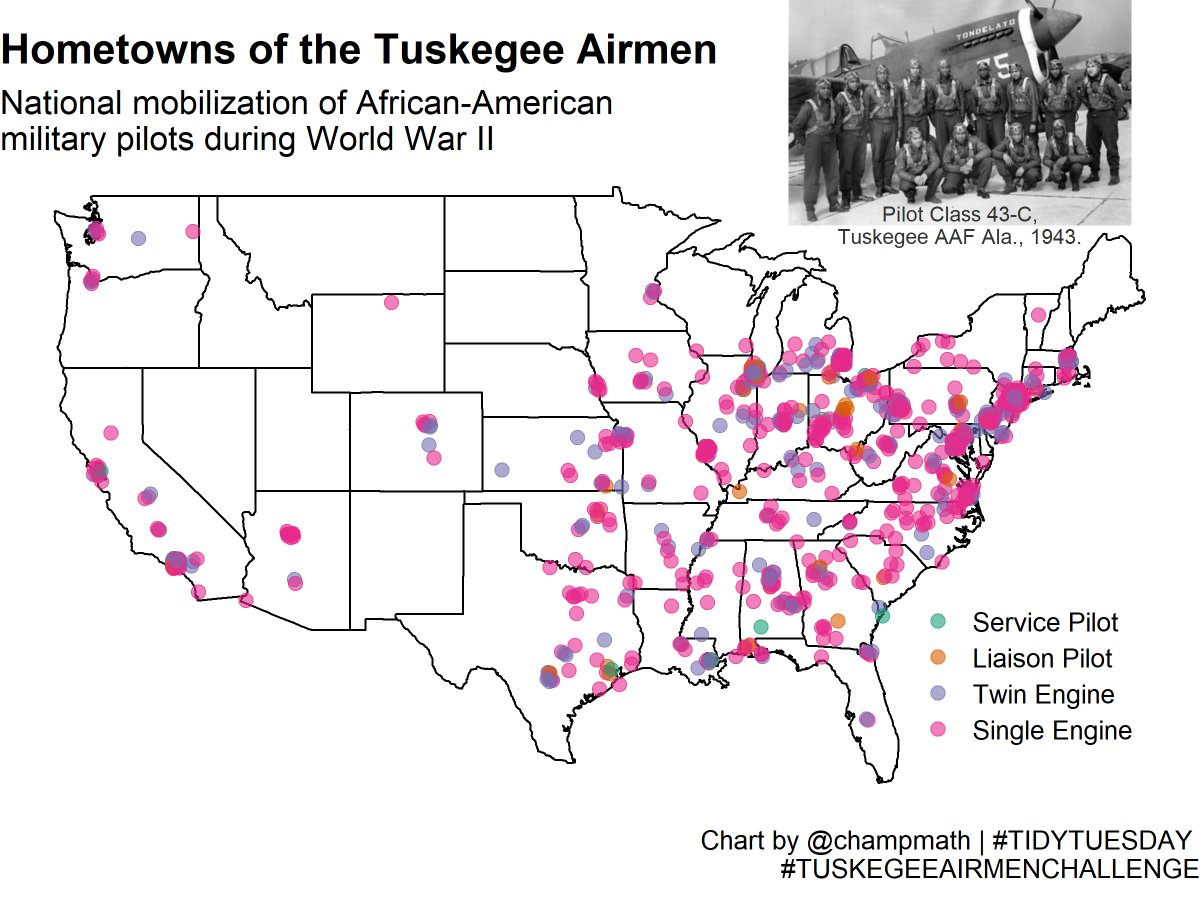 Hometowns of the Tuskegee Airmen
National mobilization of African-American
military pilots during World War II
TONDELAYO
75
Pilot Class 43-C,
Tuskegee AAF Ala., 1943.
Service Pilot
Liaison Pilot
Twin Engine
Single Engine
Chart by @champmath | #TIDYTUESDAY
#TUSKEGEEAIRMENCHALLENGE